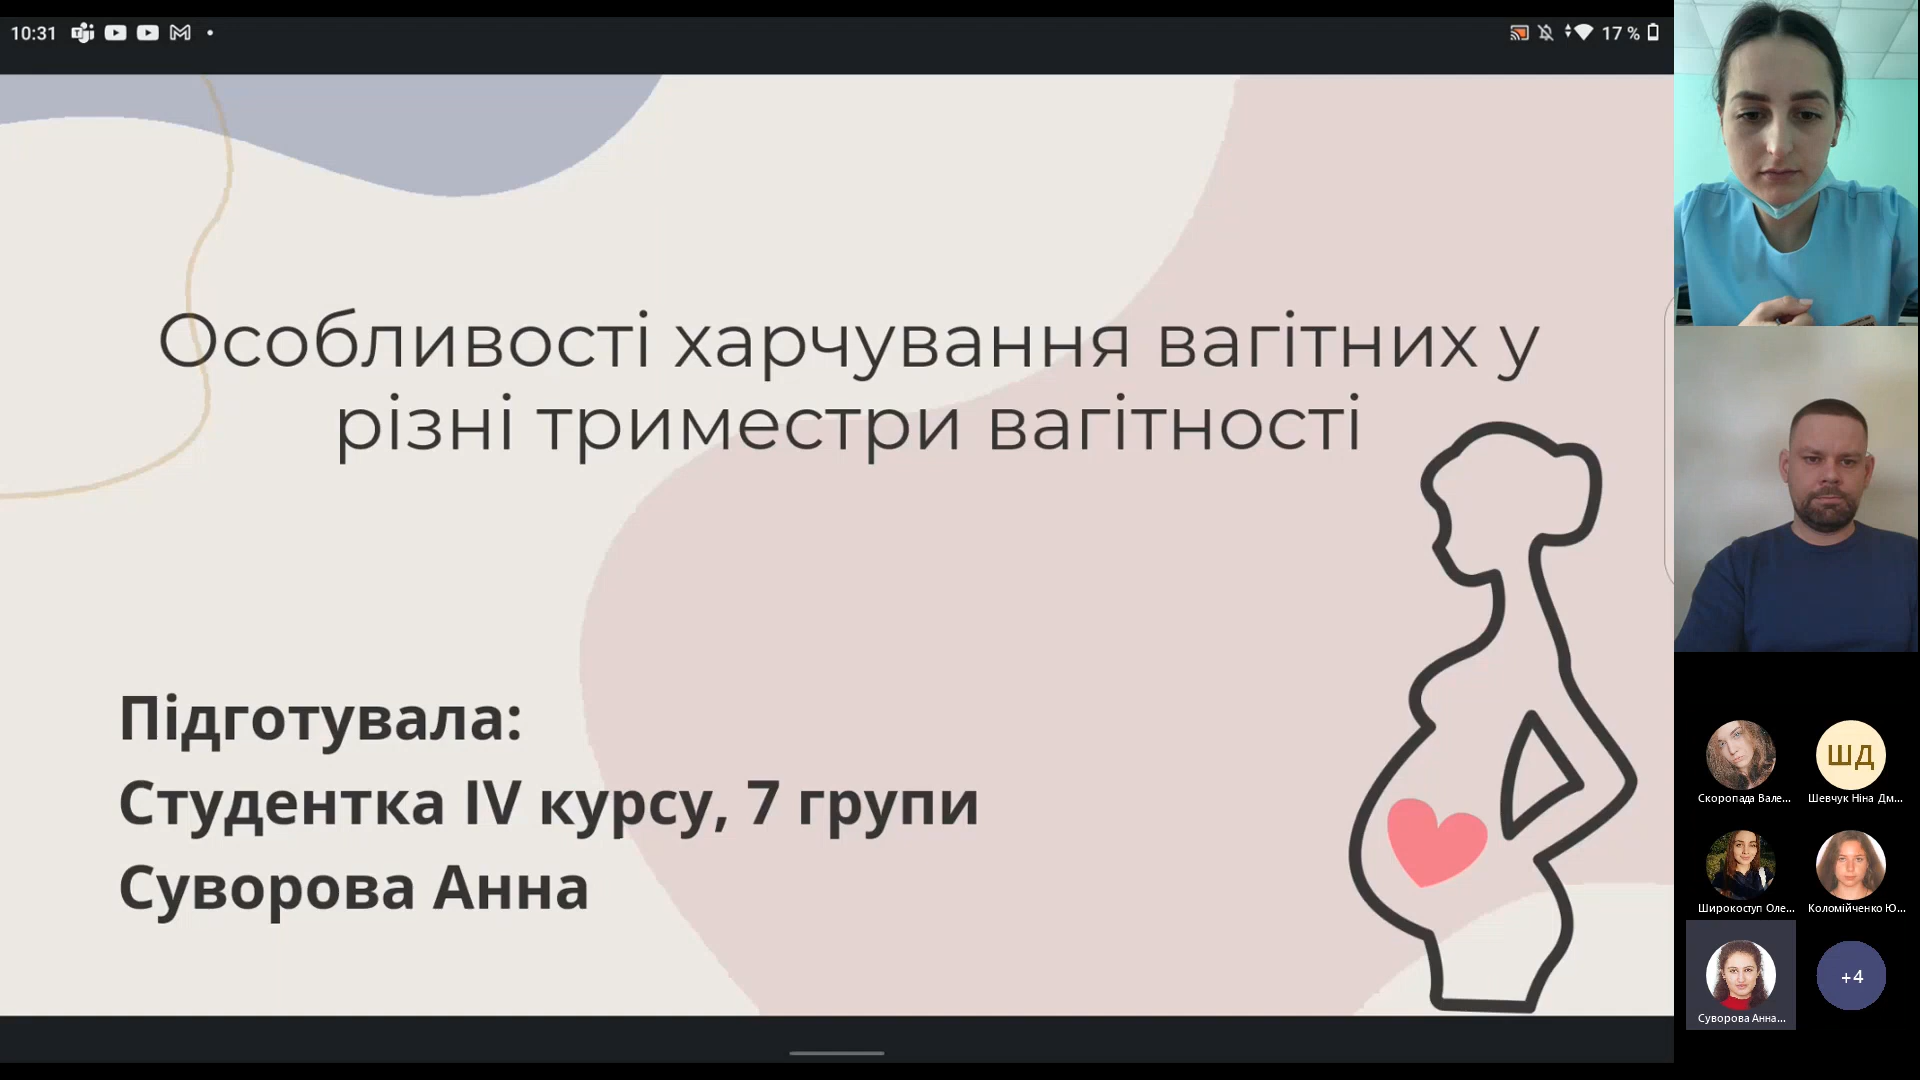 10:31
17 %
Особливості харчування вагітних у
різні триместри вагітності
Підготувала:
Студентка IV курсу, 7 групи
Суворова Анна
Скоропада Вале...
ШД
Шевчук Ніна Дм...
Широкоступ Оле...
Коломійченко Ю...
Суворова Анна...
+4